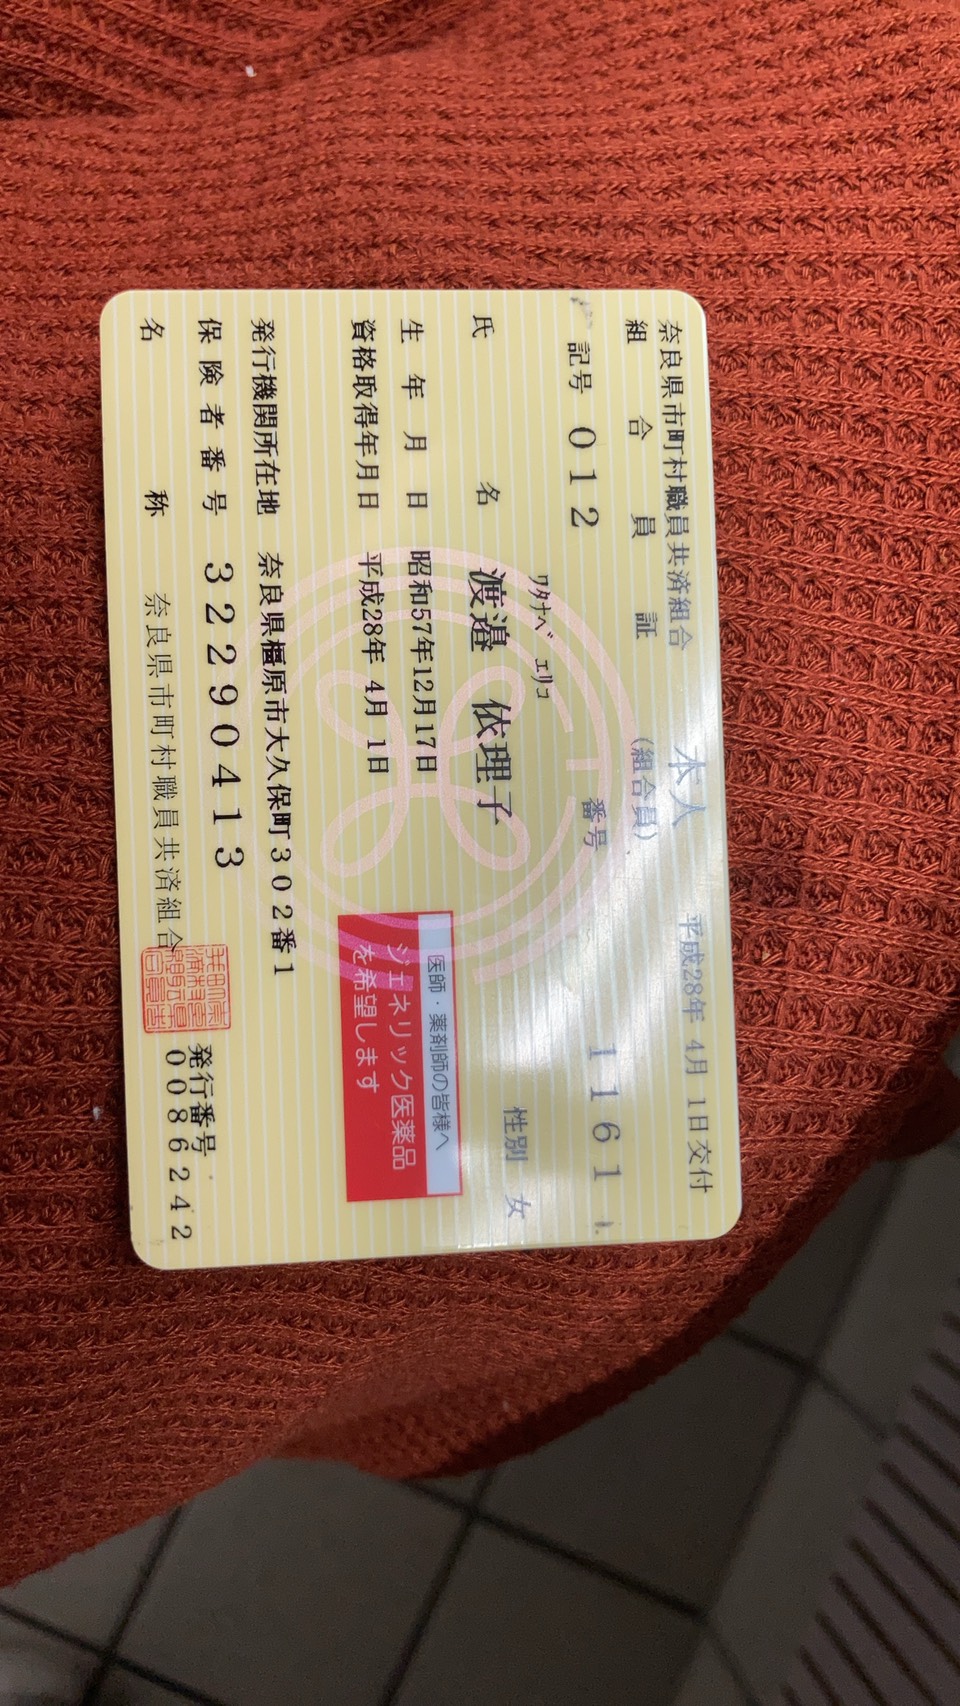 奈良県市町村職員共済組合
組合員証
本人
(組合員)
平成28年 4月 1日交付
記号 012
番号 1161
ワタナベ エリコ
氏名 渡邉 依理子
性別 女
生年月日 昭和57年12月17日
資格取得年月日 平成28年 4月 1日
医師・薬剤師の皆様へ
ジェネリック医薬品
を希望します
発行機関所在地 奈良県橿原市大久保町302番1
保険者番号 32290413
名称 奈良県市町村職員共済組合
発行番号
0086242